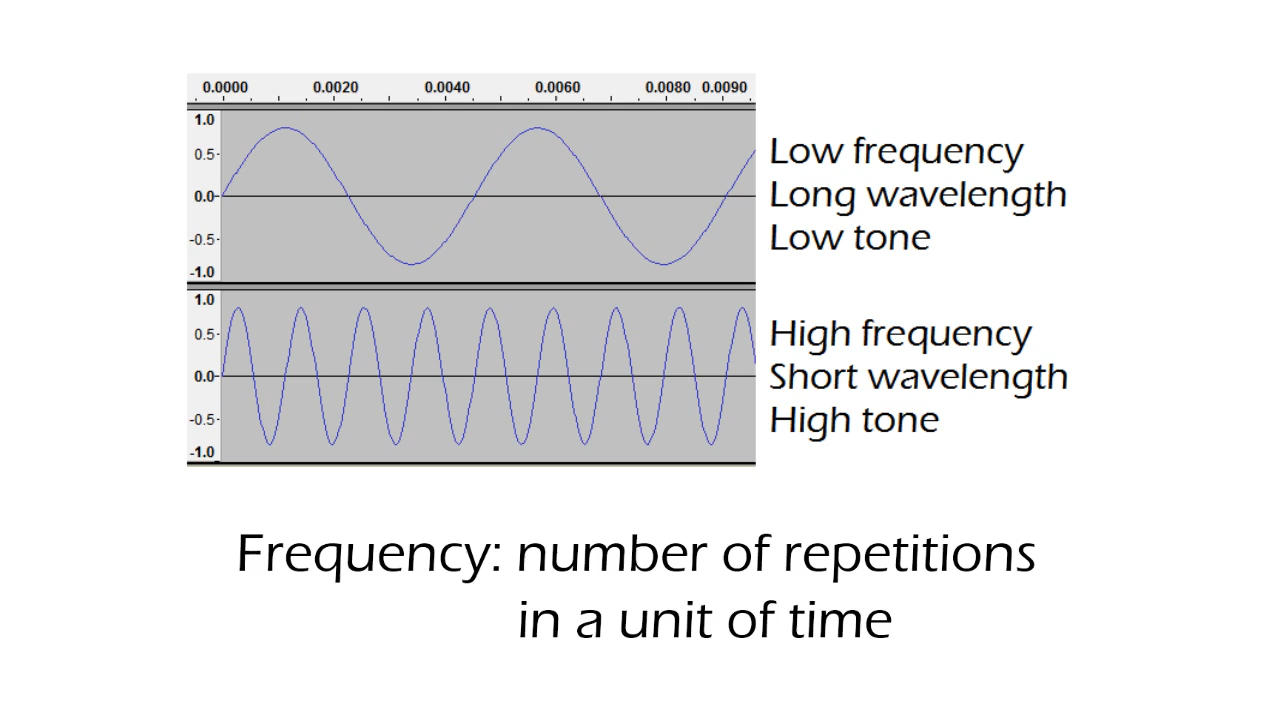 0.0000 0.0020 0.0040 0.0060 0.0080 0.0090
1.0
0.5
0.0
-0.5
-1.0
Low frequency
Long wavelength
Low tone
1.0
0.5
0.0
-0.5
-1.0
High frequency
Short wavelength
High tone
Frequency: number of repetitions
in a unit of time